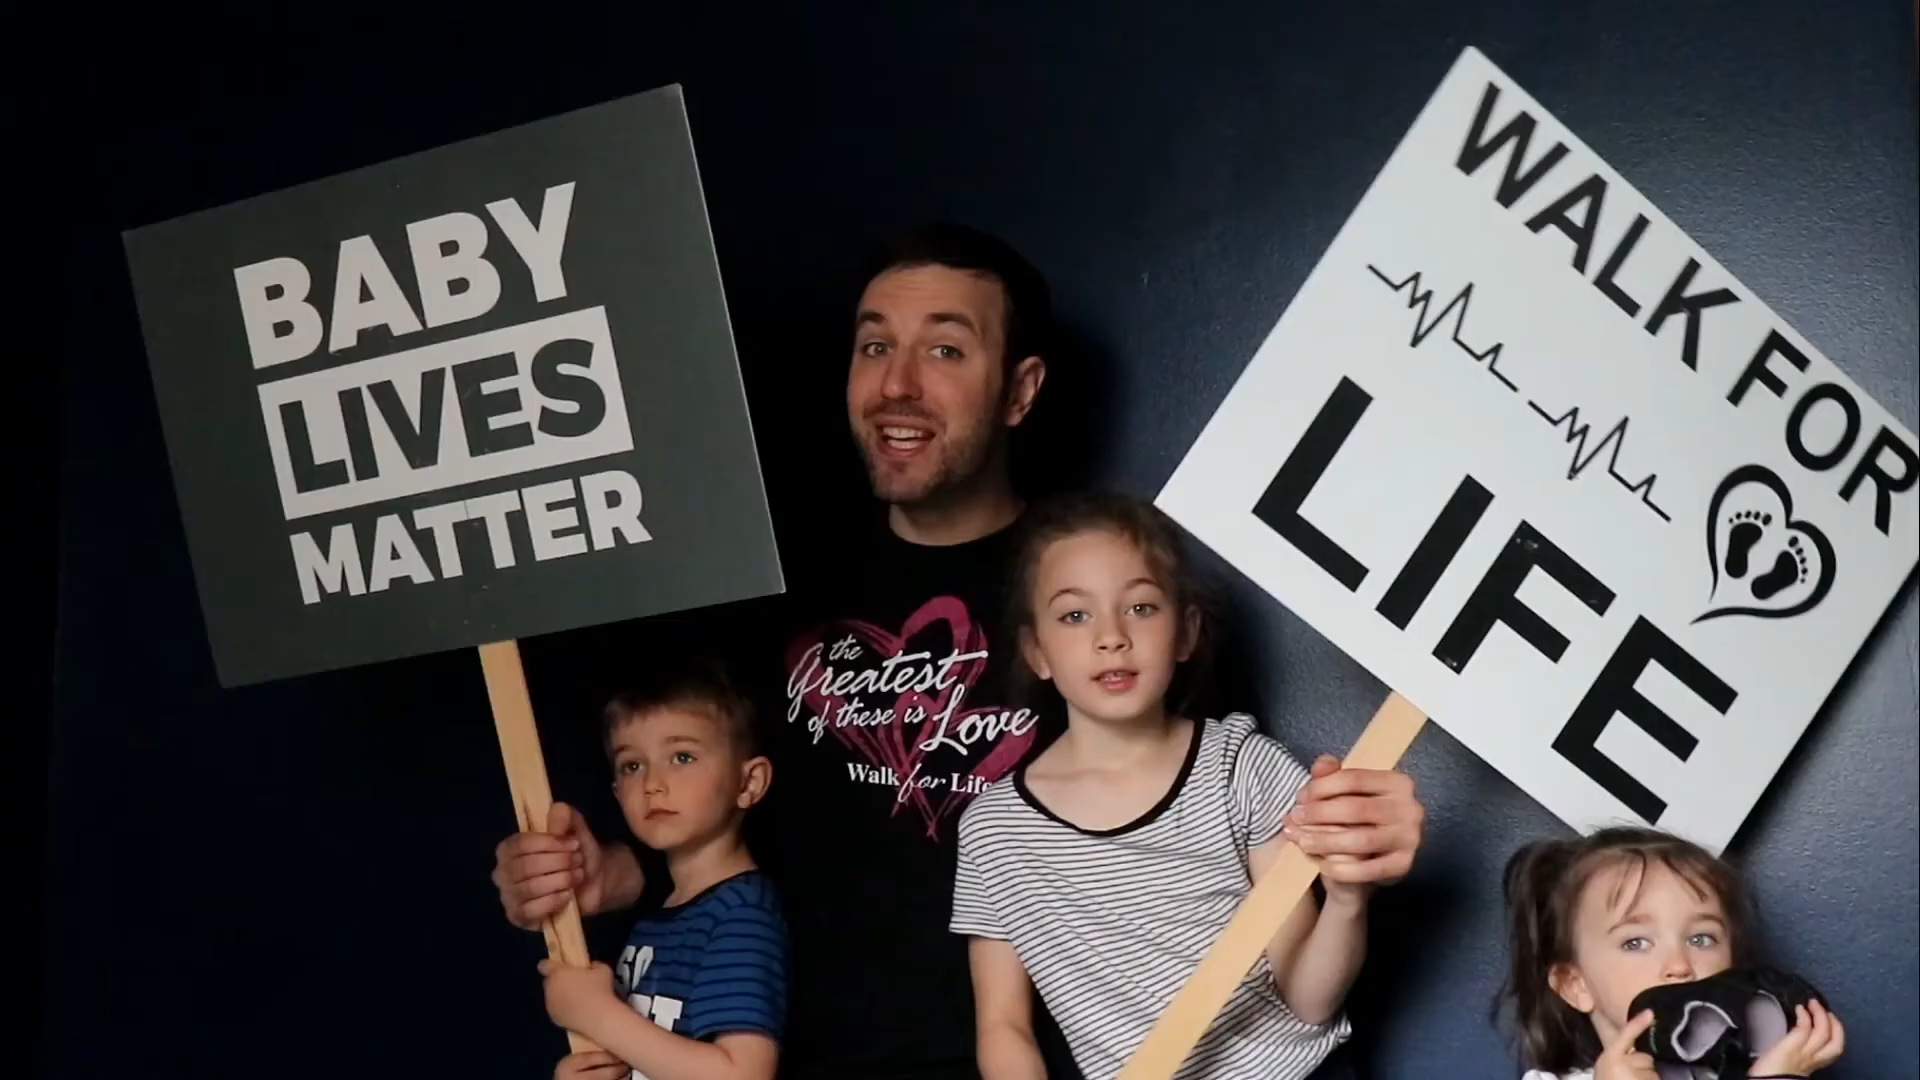 BABY
LIVES
MATTER
WALK FOR
LIFE
the
Greatest
of these is Love
Walk for Life